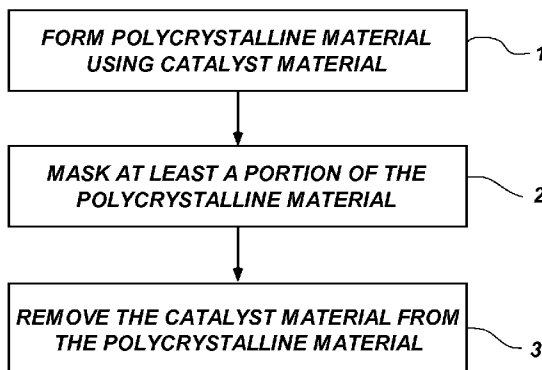 FORM POLYCRYSTALLINE MATERIAL
USING CATALYST MATERIAL
1
MASK AT LEAST A PORTION OF THE
POLYCRYSTALLINE MATERIAL
2
REMOVE THE CATALYST MATERIAL FROM
THE POLYCRYSTALLINE MATERIAL
3